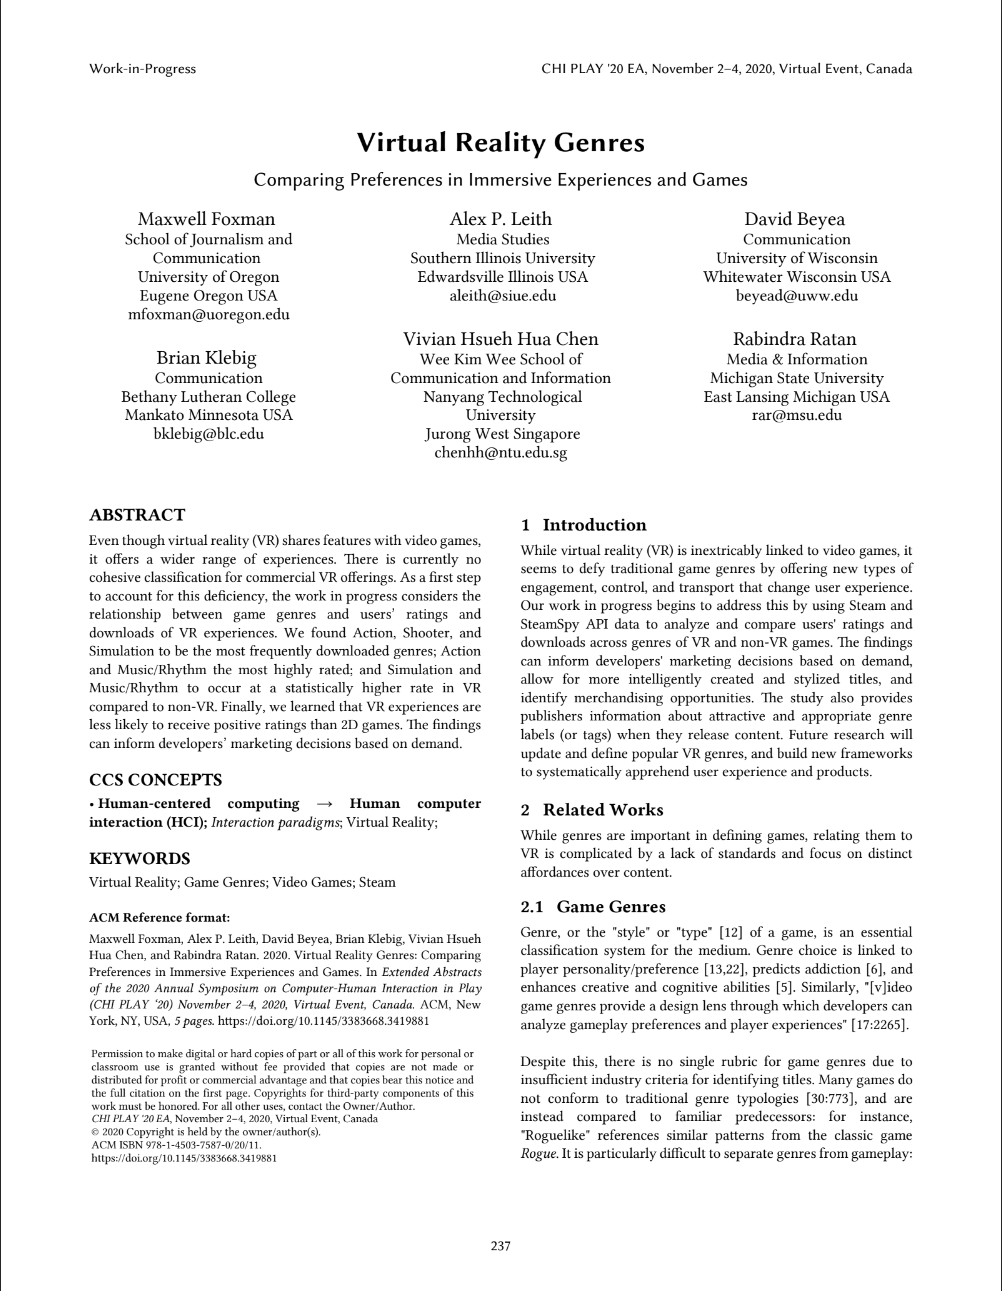 Work-in-Progress
CHI PLAY '20 EA, November 2–4, 2020, Virtual Event, Canada
Virtual Reality Genres
Comparing Preferences in Immersive Experiences and Games
Maxwell Foxman
School of Journalism and
Communication
University of Oregon
Eugene Oregon USA
mfoxman@uoregon.edu
Alex P. Leith
Media Studies
Southern Illinois University
Edwardsville Illinois USA
aleith@siue.edu
David Beyea
Communication
University of Wisconsin
Whitewater Wisconsin USA
beyead@uww.edu
Brian Klebig
Communication
Bethany Lutheran College
Mankato Minnesota USA
bklebig@blc.edu
Vivian Hsueh Hua Chen
Wee Kim Wee School of
Communication and Information
Nanyang Technological
University
Jurong West Singapore
chenhh@ntu.edu.sg
Rabindra Ratan
Media & Information
Michigan State University
East Lansing Michigan USA
rar@msu.edu
ABSTRACT
Even though virtual reality (VR) shares features with video games,
it offers a wider range of experiences. There is currently no
cohesive classification for commercial VR offerings. As a first step
to account for this deficiency, the work in progress considers the
relationship between game genres and users' ratings and
downloads of VR experiences. We found Action, Shooter, and
Simulation to be the most frequently downloaded genres; Action
and Music/Rhythm the most highly rated; and Simulation and
Music/Rhythm to occur at a statistically higher rate in VR
compared to non-VR. Finally, we learned that VR experiences are
less likely to receive positive ratings than 2D games. The findings
can inform developers' marketing decisions based on demand.
CCS CONCEPTS
• Human-centered computing → Human computer
interaction (HCI); Interaction paradigms; Virtual Reality;
KEYWORDS
Virtual Reality; Game Genres; Video Games; Steam
ACM Reference format:
Maxwell Foxman, Alex P. Leith, David Beyea, Brian Klebig, Vivian Hsueh
Hua Chen, and Rabindra Ratan. 2020. Virtual Reality Genres: Comparing
Preferences in Immersive Experiences and Games. In Extended Abstracts
of the 2020 Annual Symposium on Computer-Human Interaction in Play
(CHI PLAY '20) November 2–4, 2020, Virtual Event, Canada. ACM, New
York, NY, USA, 5 pages. https://doi.org/10.1145/3383668.3419881
Permission to make digital or hard copies of part or all of this work for personal or
classroom use is granted without fee provided that copies are not made or
distributed for profit or commercial advantage and that copies bear this notice and
the full citation on the first page. Copyrights for third-party components of this
work must be honored. For all other uses, contact the Owner/Author.
CHI PLAY '20 EA, November 2–4, 2020, Virtual Event, Canada
© 2020 Copyright is held by the owner/author(s).
ACM ISBN 978-1-4503-7587-0/20/11.
https://doi.org/10.1145/3383668.3419881
1 Introduction
While virtual reality (VR) is inextricably linked to video games, it
seems to defy traditional game genres by offering new types of
engagement, control, and transport that change user experience.
Our work in progress begins to address this by using Steam and
SteamSpy API data to analyze and compare users' ratings and
downloads across genres of VR and non-VR games. The findings
can inform developers' marketing decisions based on demand,
allow for more intelligently created and stylized titles, and
identify merchandising opportunities. The study also provides
publishers information about attractive and appropriate genre
labels (or tags) when they release content. Future research will
update and define popular VR genres, and build new frameworks
to systematically apprehend user experience and products.
2 Related Works
While genres are important in defining games, relating them to
VR is complicated by a lack of standards and focus on distinct
affordances over content.
2.1 Game Genres
Genre, or the "style" or "type" [12] of a game, is an essential
classification system for the medium. Genre choice is linked to
player personality/preference [13,22], predicts addiction [6], and
enhances creative and cognitive abilities [5]. Similarly, "[v]ideo
game genres provide a design lens through which developers can
analyze gameplay preferences and player experiences" [17:2265].
Despite this, there is no single rubric for game genres due to
insufficient industry criteria for identifying titles. Many games do
not conform to traditional genre typologies [30:773], and are
instead compared to familiar predecessors: for instance,
"Roguelike" references similar patterns from the classic game
Rogue. It is particularly difficult to separate genres from gameplay:
237